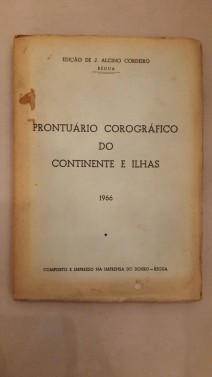 EDIÇÃO DE J. ALCINO CORDEIRO
RÉGUA
PRONTUÁRIO COROGRÁFICO
DO
CONTINENTE E ILHAS
1966
COMPOSTO E IMPRESSO NA IMPRENSA DO DOURO — RÉGUA